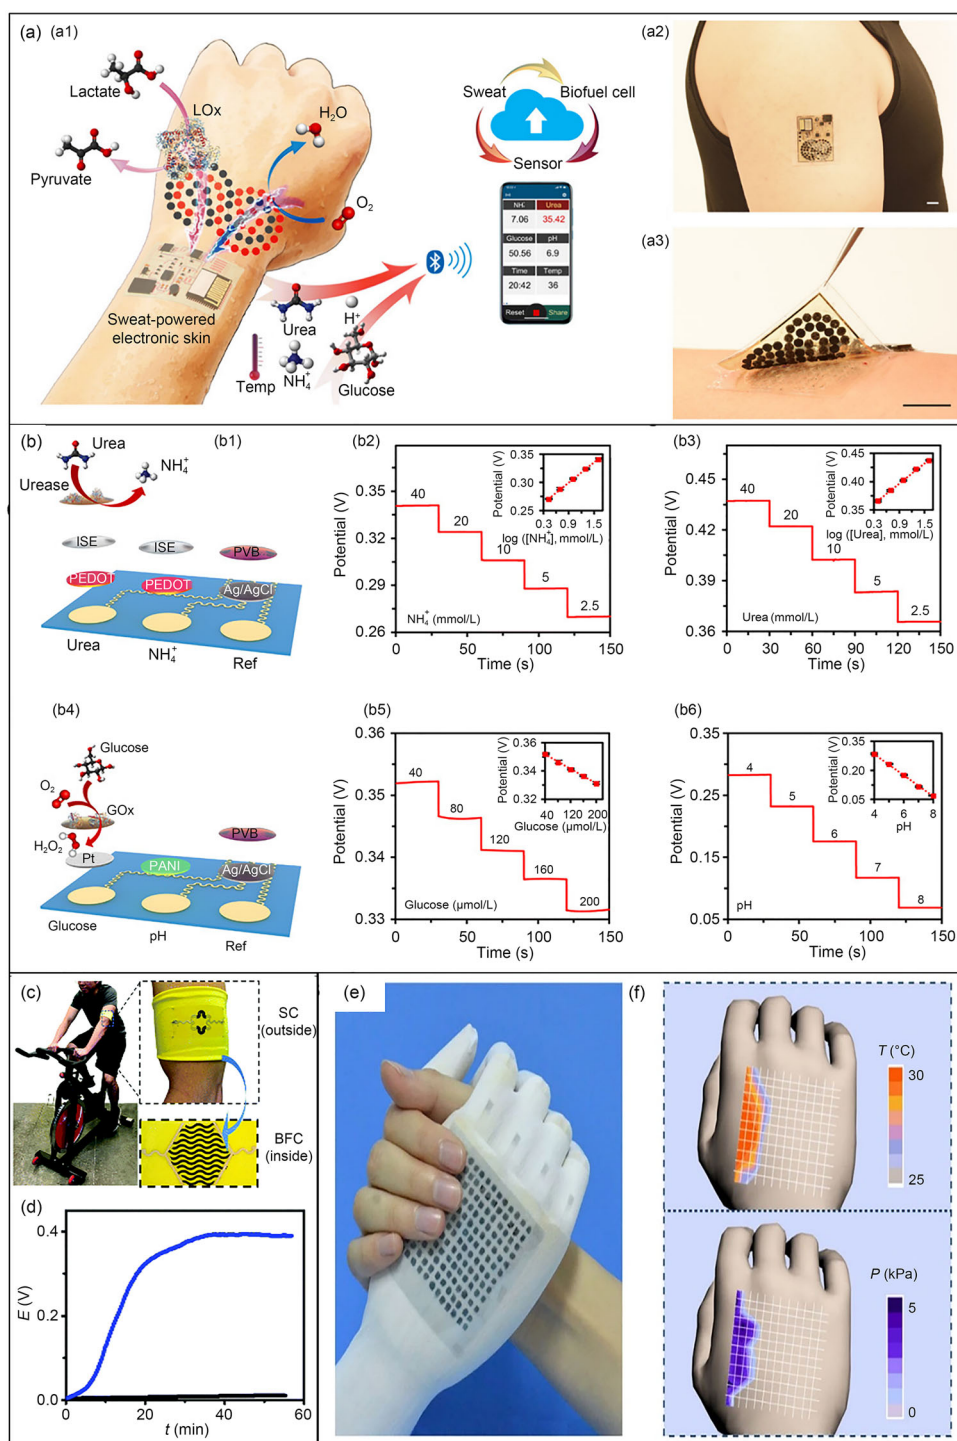 (a) (a1)
Lactate
LOx
Pyruvate
H2O
O2
Sweat-powered
electronic skin
Urea
H+
Temp
NH4+
Glucose
Sweat
Biofuel cell
Sensor
Urea
7.06
35.42
Glucose
pH
50.56
6.9
Time
Temp
20:42
36
Reset
Share
(a2)
(a3)
(b)
(b1)
Urea
Urease
NH4+
ISE
ISE
PVB
PEDOT
PEDOT
Ag/AgCl
Urea
NH4+
Ref
(b2)
Potential (V)
0.35
0.32
0.29
0.26
40
20
10
5
2.5
NH4+ (mmol/L)
0 50 100 150
Time (s)
Potential (V)
0.35
0.30
0.25
0.3 0.9 1.5
log ([NH4+], mmol/L)
(b3)
Potential (V)
0.45
0.42
0.39
0.36
40
20
10
5
2.5
Urea (mmol/L)
0 30 60 90 120 150
Time (s)
Potential (V)
0.45
0.40
0.35
0.3 0.9 1.5
log ([Urea], mmol/L)
(b4)
Glucose
O2
GOx
H2O2
Pt
PANI
PVB
Ag/AgCl
Glucose
pH
Ref
(b5)
Potential (V)
0.36
0.35
0.34
0.33
40
80
120
160
200
Glucose (µmol/L)
0 50 100 150
Time (s)
Potential (V)
0.36
0.34
0.32
40 120 200
Glucose (µmol/L)
(b6)
Potential (V)
0.35
0.25
0.15
0.05
4
5
6
7
8
pH
0 50 100 150
Time (s)
Potential (V)
0.35
0.25
0.15
0.05
4 6 8
pH
(c)
SC
(outside)
BFC
(inside)
(d)
E (V)
0.4
0.2
0.0
0 20 40 60
t (min)
(e)
(f)
T (°C)
30
25
P (kPa)
5
0